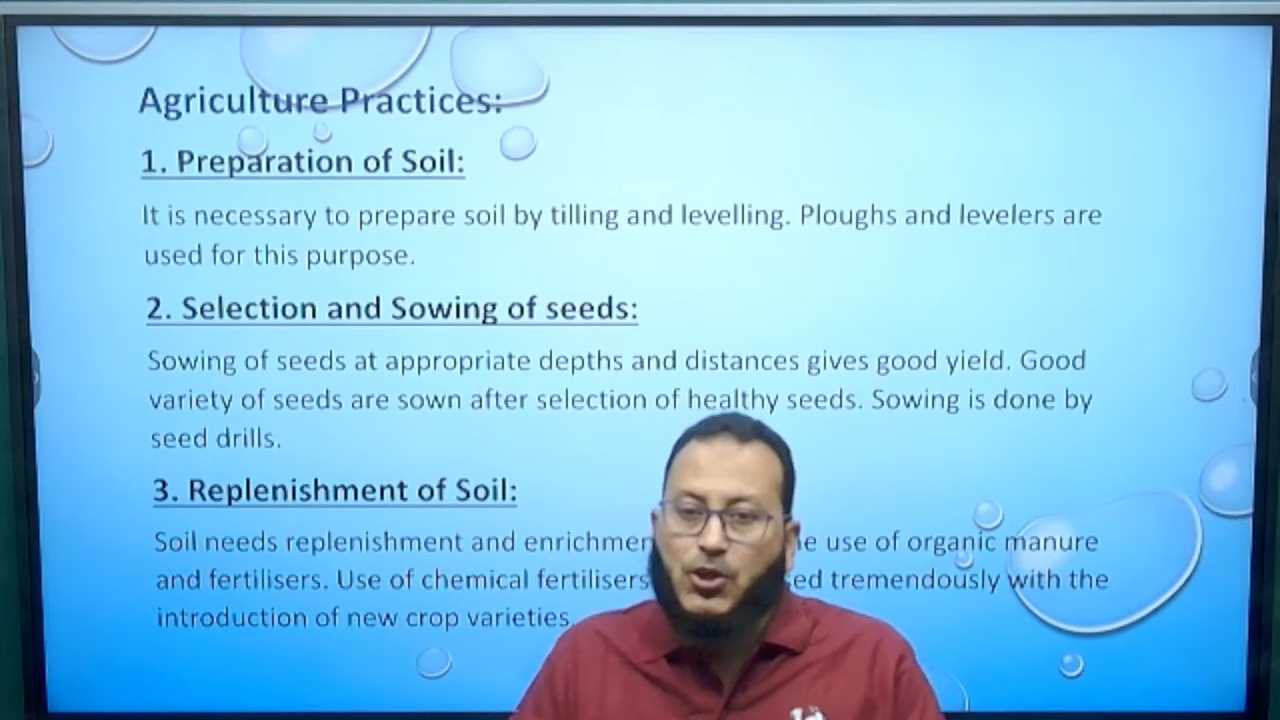 Agriculture Practices:
1. Preparation of Soil:
It is necessary to prepare soil by tilling and levelling. Ploughs and levelers are
used for this purpose.
2. Selection and Sowing of seeds:
Sowing of seeds at appropriate depths and distances gives good yield. Good
variety of seeds are sown after selection of healthy seeds. Sowing is done by
seed drills.
3. Replenishment of Soil:
Soil needs replenishment and use of organic manure
and fertilisers. Use of chemical fertilisers tremendously with the
introduction of new crop varieties.